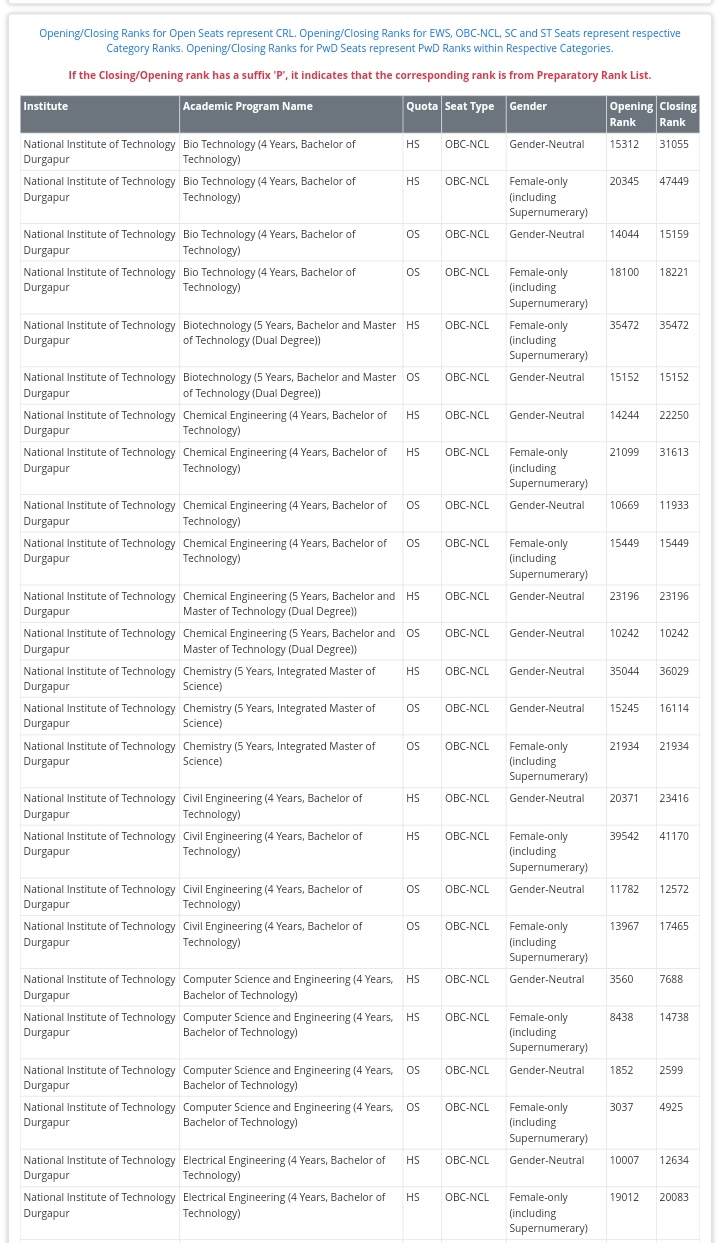 Opening/Closing Ranks for Open Seats represent CRL. Opening/Closing Ranks for EWS, OBC-NCL, SC and ST Seats represent respective
Category Ranks. Opening/Closing Ranks for PwD Seats represent PwD Ranks within Respective Categories.
If the Closing/Opening rank has a suffix 'P', it indicates that the corresponding rank is from Preparatory Rank List.
Institute Academic Program Name Quota Seat Type Gender Opening Closing
Rank Rank
National Institute of Technology Bio Technology (4 Years, Bachelor of HS OBC-NCL Gender-Neutral 15312 31055
Durgapur Technology)
National Institute of Technology Bio Technology (4 Years, Bachelor of HS OBC-NCL Female-only 20345 47449
Durgapur Technology) (including
Supernumerary)
National Institute of Technology Bio Technology (4 Years, Bachelor of OS OBC-NCL Gender-Neutral 14044 15159
Durgapur Technology)
National Institute of Technology Bio Technology (4 Years, Bachelor of OS OBC-NCL Female-only 18100 18221
Durgapur Technology) (including
Supernumerary)
National Institute of Technology Biotechnology (5 Years, Bachelor and Master HS OBC-NCL Female-only 35472 35472
Durgapur of Technology (Dual Degree)) (including
Supernumerary)
National Institute of Technology Biotechnology (5 Years, Bachelor and Master OS OBC-NCL Gender-Neutral 15152 15152
Durgapur of Technology (Dual Degree))
National Institute of Technology Chemical Engineering (4 Years, Bachelor of HS OBC-NCL Gender-Neutral 14244 22250
Durgapur Technology)
National Institute of Technology Chemical Engineering (4 Years, Bachelor of HS OBC-NCL Female-only 21099 31613
Durgapur Technology) (including
Supernumerary)
National Institute of Technology Chemical Engineering (4 Years, Bachelor of OS OBC-NCL Gender-Neutral 10669 11933
Durgapur Technology)
National Institute of Technology Chemical Engineering (4 Years, Bachelor of OS OBC-NCL Female-only 15449 15449
Durgapur Technology) (including
Supernumerary)
National Institute of Technology Chemical Engineering (5 Years, Bachelor and HS OBC-NCL Gender-Neutral 23196 23196
Durgapur Master of Technology (Dual Degree))
National Institute of Technology Chemical Engineering (5 Years, Bachelor and OS OBC-NCL Gender-Neutral 10242 10242
Durgapur Master of Technology (Dual Degree))
National Institute of Technology Chemistry (5 Years, Integrated Master of HS OBC-NCL Gender-Neutral 35044 36029
Durgapur Science)
National Institute of Technology Chemistry (5 Years, Integrated Master of OS OBC-NCL Gender-Neutral 15245 16114
Durgapur Science)
National Institute of Technology Chemistry (5 Years, Integrated Master of OS OBC-NCL Female-only 21934 21934
Durgapur Science) (including
Supernumerary)
National Institute of Technology Civil Engineering (4 Years, Bachelor of HS OBC-NCL Gender-Neutral 20371 23416
Durgapur Technology)
National Institute of Technology Civil Engineering (4 Years, Bachelor of HS OBC-NCL Female-only 39542 41170
Durgapur Technology) (including
Supernumerary)
National Institute of Technology Civil Engineering (4 Years, Bachelor of OS OBC-NCL Gender-Neutral 11782 12572
Durgapur Technology)
National Institute of Technology Civil Engineering (4 Years, Bachelor of OS OBC-NCL Female-only 13967 17465
Durgapur Technology) (including
Supernumerary)
National Institute of Technology Computer Science and Engineering (4 Years, HS OBC-NCL Gender-Neutral 3560 7688
Durgapur Bachelor of Technology)
National Institute of Technology Computer Science and Engineering (4 Years, HS OBC-NCL Female-only 8438 14738
Durgapur Bachelor of Technology) (including
Supernumerary)
National Institute of Technology Computer Science and Engineering (4 Years, OS OBC-NCL Gender-Neutral 1852 2599
Durgapur Bachelor of Technology)
National Institute of Technology Computer Science and Engineering (4 Years, OS OBC-NCL Female-only 3037 4925
Durgapur Bachelor of Technology) (including
Supernumerary)
National Institute of Technology Electrical Engineering (4 Years, Bachelor of HS OBC-NCL Gender-Neutral 10007 12634
Durgapur Technology)
National Institute of Technology Electrical Engineering (4 Years, Bachelor of HS OBC-NCL Female-only 19012 20083
Durgapur Technology) (including
Supernumerary)